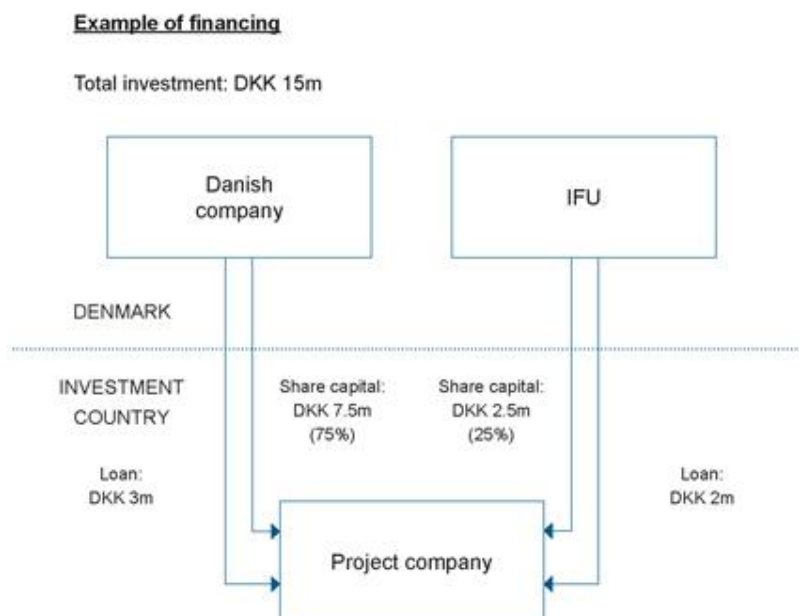 Example of financing
Total investment: DKK 15m
Danish
company
IFU
DENMARK
INVESTMENT
COUNTRY
Share capital:
DKK 7.5m
(75%)
Share capital:
DKK 2.5m
(25%)
Loan:
DKK 3m
Loan:
DKK 2m
Project company